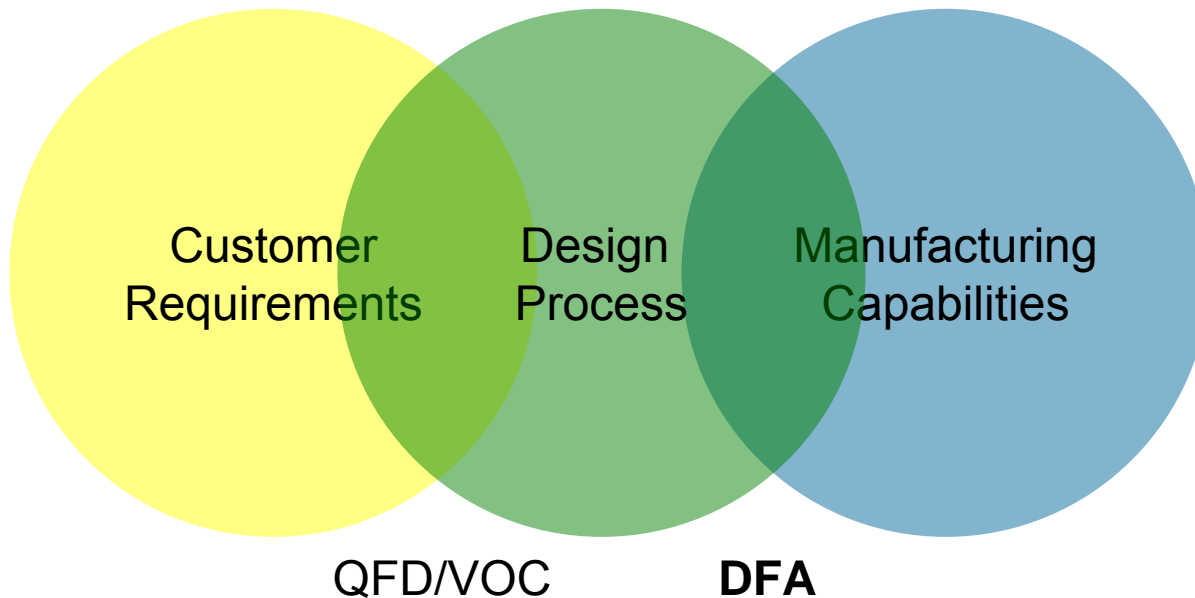 Customer
Requirements
Design
Process
Manufacturing
Capabilities
QFD/VOC
DFA